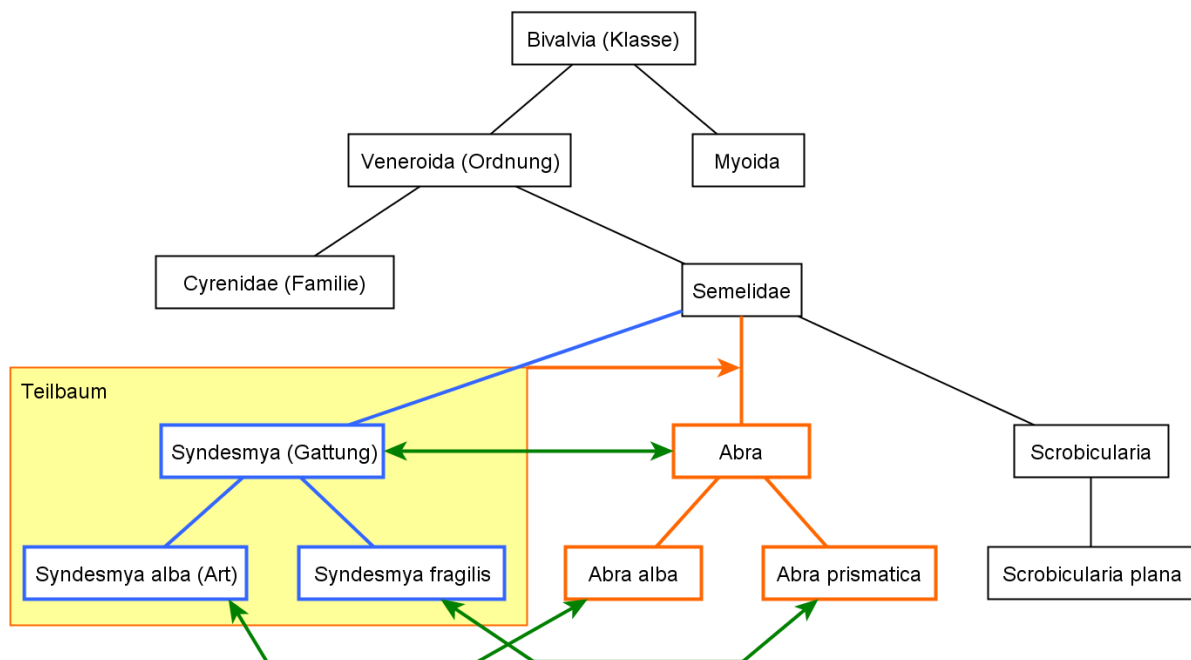 Bivalvia (Klasse)
Veneroida (Ordnung)
Myoida
Cyrenidae (Familie)
Semelidae
Teilbaum
Syndesmya (Gattung)
Abra
Scrobicularia
Syndesmya alba (Art)
Syndesmya fragilis
Abra alba
Abra prismatica
Scrobicularia plana